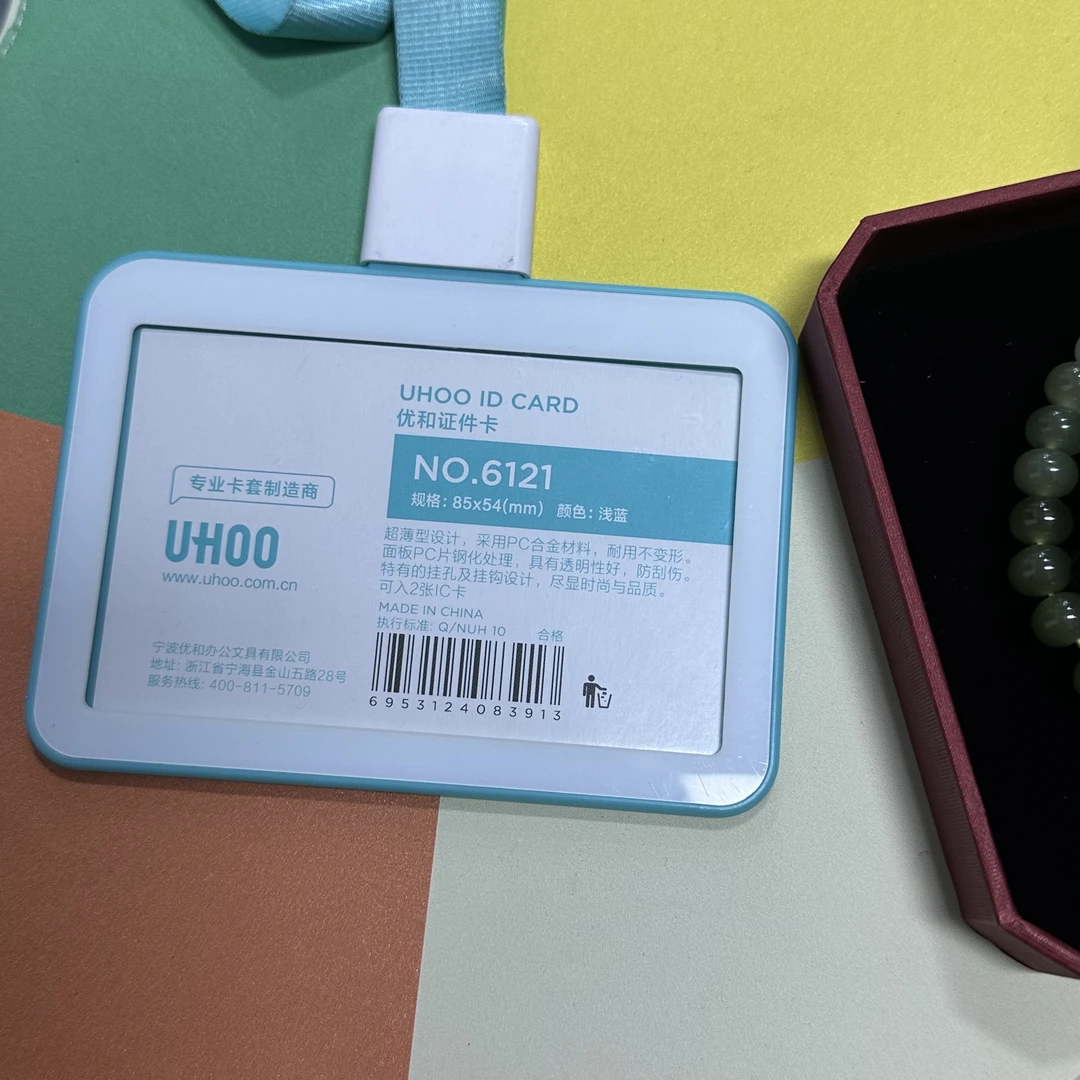 UHOO ID CARD
优和证件卡
NO.6121
规格: 85x54(mm) 颜色: 浅蓝
专业卡套制造商
UHOO
www.uhoo.com.cn
超薄型设计，采用PC合金材料，耐用不变形。
面板PC片钢化处理，具有透明性好，防刮伤。
特有的挂孔及挂钩设计，尽显时尚与品质。
可入2张IC卡
MADE IN CHINA
执行标准: Q/NUH 10 合格
宁波优和办公文具有限公司
地址: 浙江省宁海县金山五路28号
服务热线: 400-811-5709
6953124083913